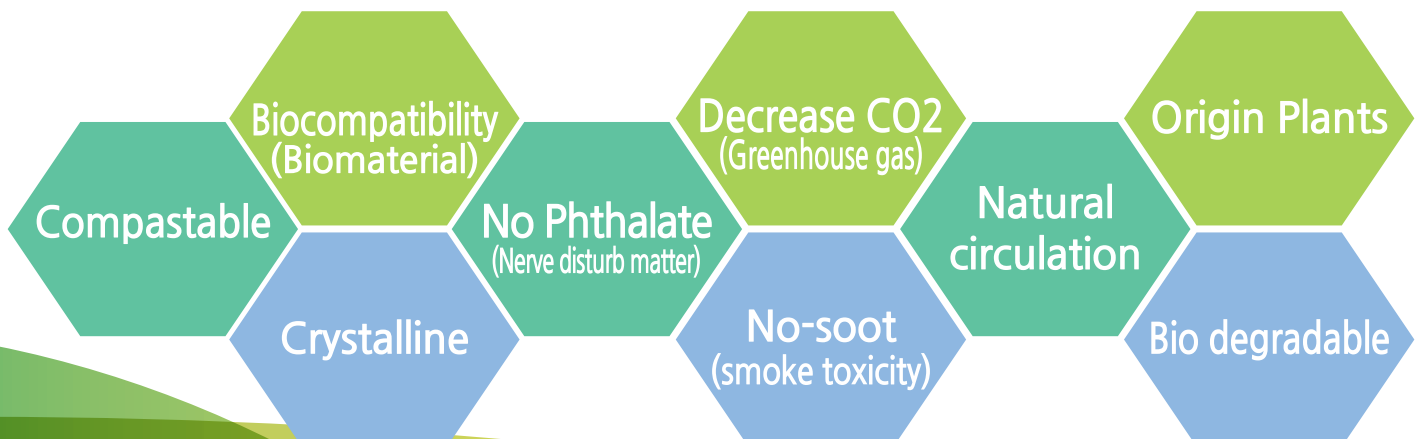 Compastable
Biocompatibility
(Biomaterial)
Crystalline
No Phthalate
(Nerve disturb matter)
Decrease CO2
(Greenhouse gas)
No-soot
(smoke toxicity)
Natural
circulation
Origin Plants
Bio degradable